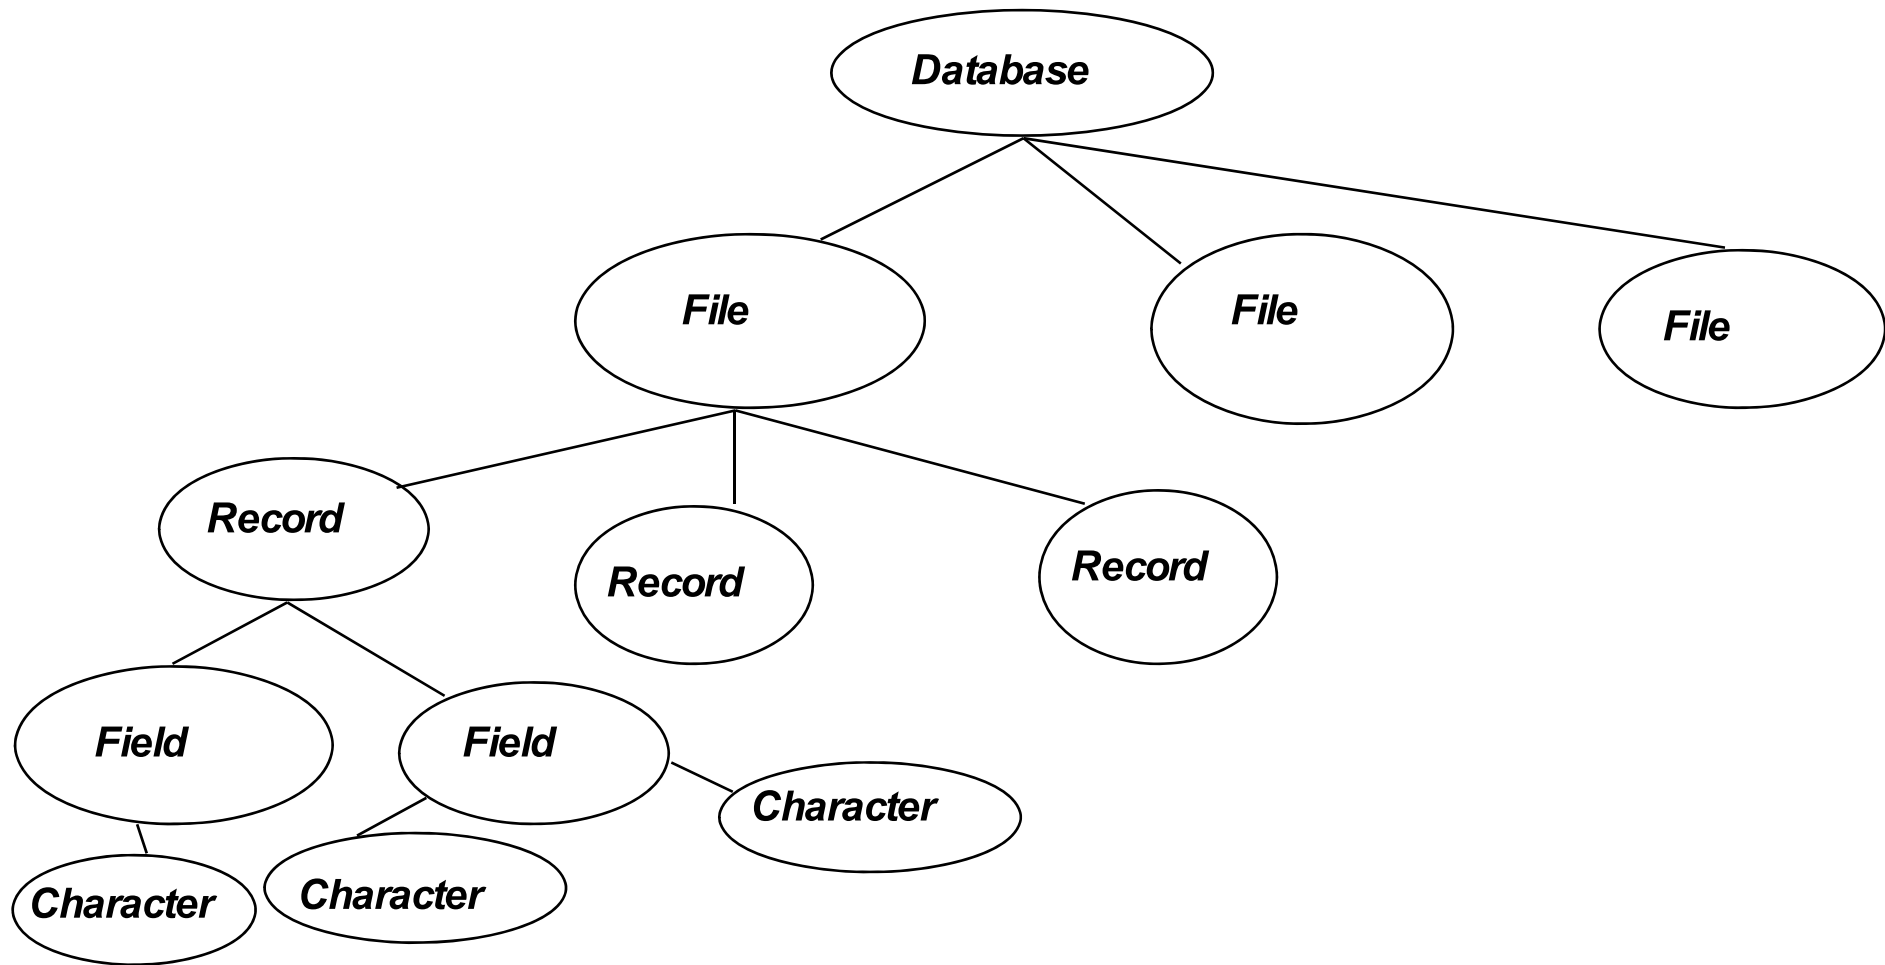 Database
File
File
File
Record
Record
Record
Field
Field
Character
Character
Character